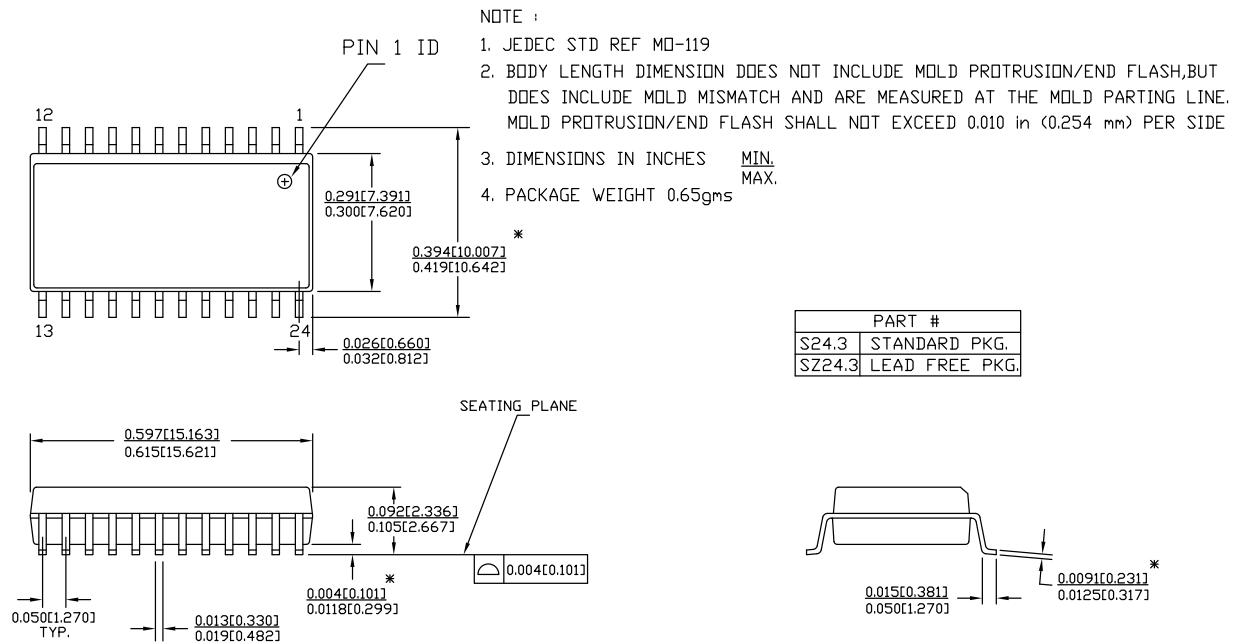 NOTE :
PIN 1 ID
1. JEDEC STD REF MO-119
2. BODY LENGTH DIMENSION DOES NOT INCLUDE MOLD PROTRUSION/END FLASH,BUT
DOES INCLUDE MOLD MISMATCH AND ARE MEASURED AT THE MOLD PARTING LINE.
MOLD PROTRUSION/END FLASH SHALL NOT EXCEED 0.010 in (0.254 mm) PER SIDE
3. DIMENSIONS IN INCHES MIN.
MAX.
4. PACKAGE WEIGHT 0.65gms
12 1
0.291[7.391]
0.300[7.620]
*
0.394[10.007]
0.419[10.642]
13 24
0.026[0.660]
0.032[0.812]
PART #
S24.3 STANDARD PKG.
SZ24.3 LEAD FREE PKG.
SEATING PLANE
0.597[15.163]
0.615[15.621]
0.092[2.336]
0.105[2.667]
0.004[0.101]
*
0.004[0.101]
0.0118[0.299]
0.050[1.270]
TYP.
0.013[0.330]
0.019[0.482]
0.015[0.381]
0.050[1.270]
*
0.0091[0.231]
0.0125[0.317]